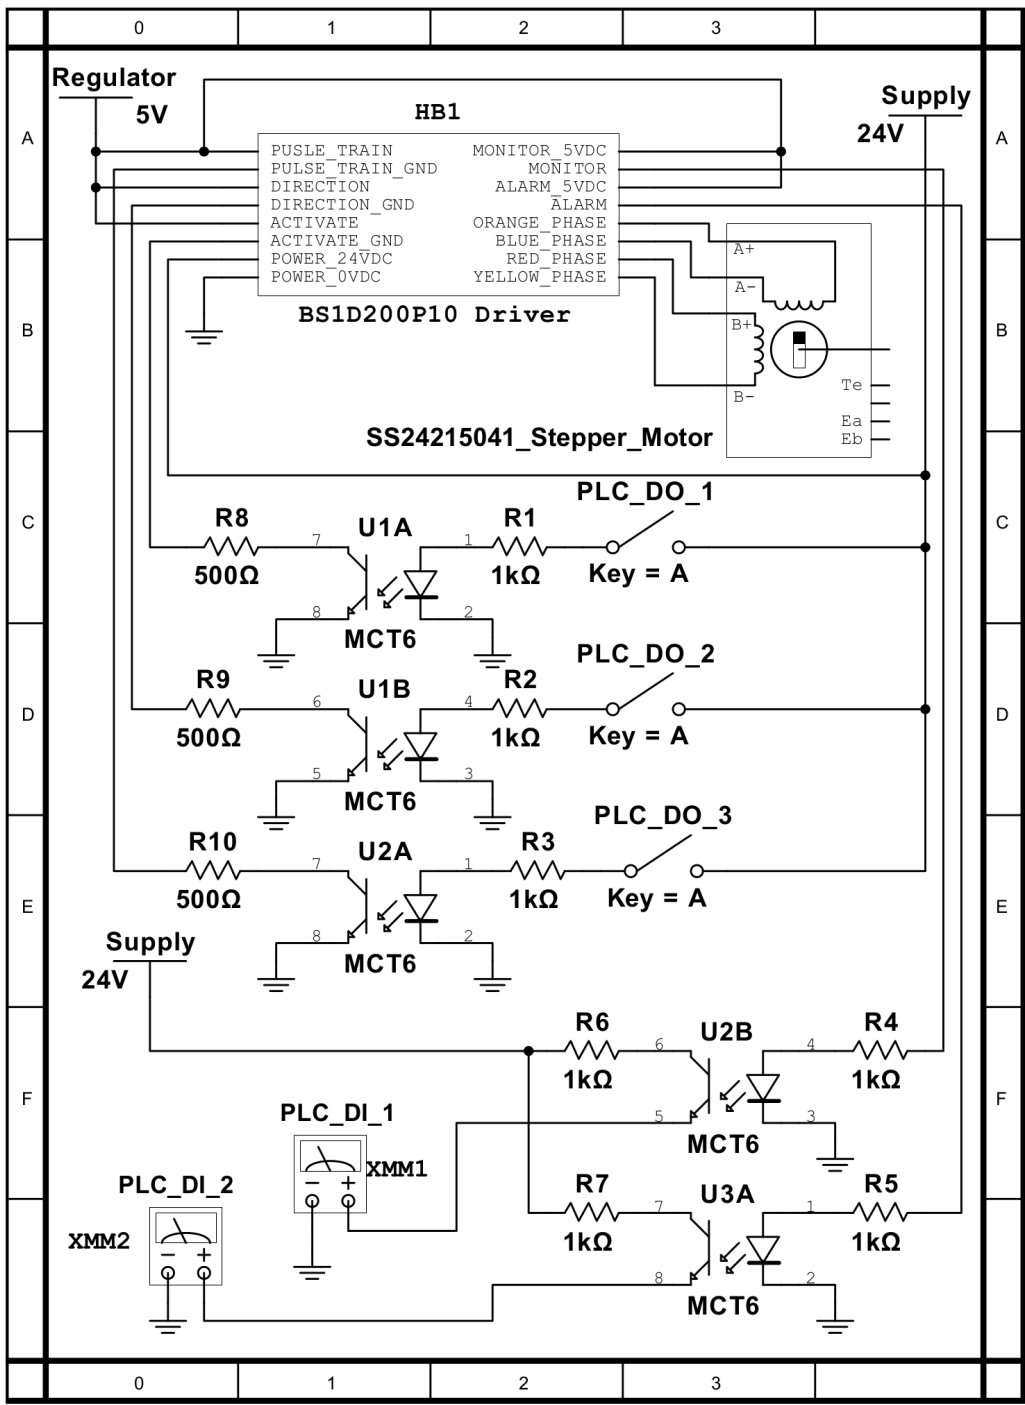 0 1 2 3
Regulator
5V
HB1
Supply
24V
A A
PUSLE_TRAIN MONITOR_5VDC
PULSE_TRAIN_GND MONITOR
DIRECTION ALARM_5VDC
DIRECTION_GND ALARM
ACTIVATE ORANGE_PHASE
ACTIVATE_GND BLUE_PHASE
POWER_24VDC RED_PHASE
POWER_0VDC YELLOW_PHASE
BS1D200P10 Driver
A+
A-
B+
B-
Te
Ea
Eb
B B
SS24215041_Stepper_Motor
PLC_DO_1
C C
R8 U1A R1
7 1
500Ω 1kΩ Key = A
8 2
MCT6
PLC_DO_2
R9 U1B R2
6 4
D D
500Ω 1kΩ Key = A
5 3
MCT6
PLC_DO_3
R10 U2A R3
7 1
500Ω 1kΩ Key = A
E E
8 2
MCT6
Supply
24V
R6 U2B R4
6 4
1kΩ 1kΩ
F F
PLC_DI_1
5 3
MCT6
XMM1
- +
PLC_DI_2
R7 U3A R5
7 1
XMM2
- +
1kΩ 1kΩ
8 2
MCT6
0 1 2 3